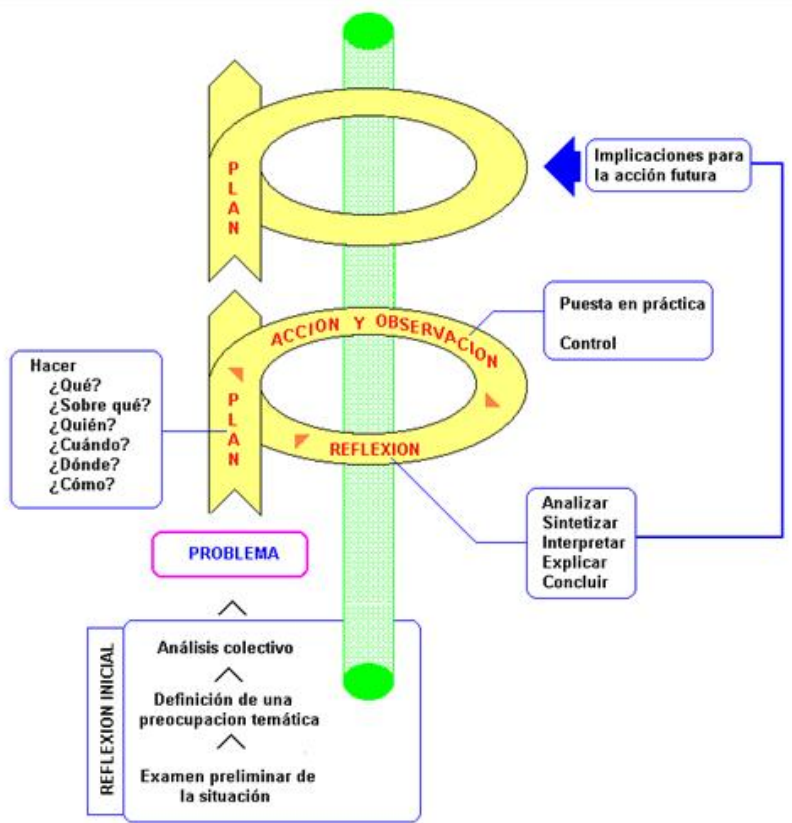 PLAN
Implicaciones para
la acción futura
ACCION Y OBSERVACION
Puesta en práctica
Control
Hacer
¿Qué?
¿Sobre qué?
¿Quién?
¿Cuándo?
¿Dónde?
¿Cómo?
PLAN
REFLEXION
Analizar
Sintetizar
Interpretar
Explicar
Concluir
PROBLEMA
REFLEXION INICIAL
Análisis colectivo
Definición de una
preocupacion temática
Examen preliminar de
la situación